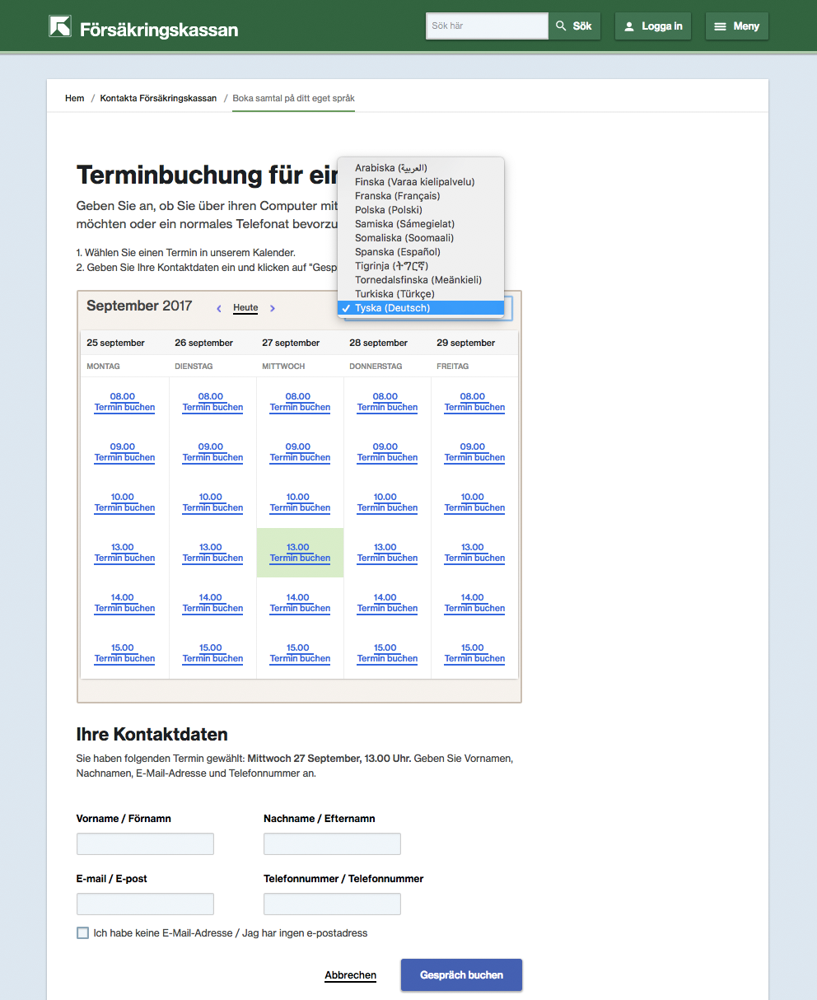 Försäkringskassan
Sök här
Sök
Logga in
Meny
Hem / Kontakta Försäkringskassan / Boka samtal på ditt eget språk
Terminbuchung für
Geben Sie an, ob Sie über ihren Computer mit
möchten oder ein normales Telefonat
1. Wählen Sie einen Termin in unserem Kalender.
2. Geben Sie Ihre Kontaktdaten ein und klicken auf
Arabiska (العربية)
Finska (Varaa kielipalvelu)
Franska (Français)
Polska (Polski)
Samiska (Sámegielat)
Somaliska (Soomaali)
Spanska (Español)
Tigrinja (ትግርኛ)
Tornedalsfinska (Meänkieli)
Turkiska (Türkçe)
✓ Tyska (Deutsch)
September 2017 ‹ Heute ›
25 september 26 september 27 september 28 september 29 september
MONTAG DIENSTAG MITTWOCH DONNERSTAG FREITAG
08.00 08.00 08.00 08.00 08.00
Termin buchen Termin buchen Termin buchen Termin buchen Termin buchen
09.00 09.00 09.00 09.00 09.00
Termin buchen Termin buchen Termin buchen Termin buchen Termin buchen
10.00 10.00 10.00 10.00 10.00
Termin buchen Termin buchen Termin buchen Termin buchen Termin buchen
13.00 13.00 13.00 13.00 13.00
Termin buchen Termin buchen Termin buchen Termin buchen Termin buchen
14.00 14.00 14.00 14.00 14.00
Termin buchen Termin buchen Termin buchen Termin buchen Termin buchen
15.00 15.00 15.00 15.00 15.00
Termin buchen Termin buchen Termin buchen Termin buchen Termin buchen
Ihre Kontaktdaten
Sie haben folgenden Termin gewählt: Mittwoch 27 September, 13.00 Uhr. Geben Sie Vornamen,
Nachnamen, E-Mail-Adresse und Telefonnummer an.
Vorname / Förnamn Nachname / Efternamn
E-mail / E-post Telefonnummer / Telefonnummer
Ich habe keine E-Mail-Adresse / Jag har ingen e-postadress
Abbrechen Gespräch buchen